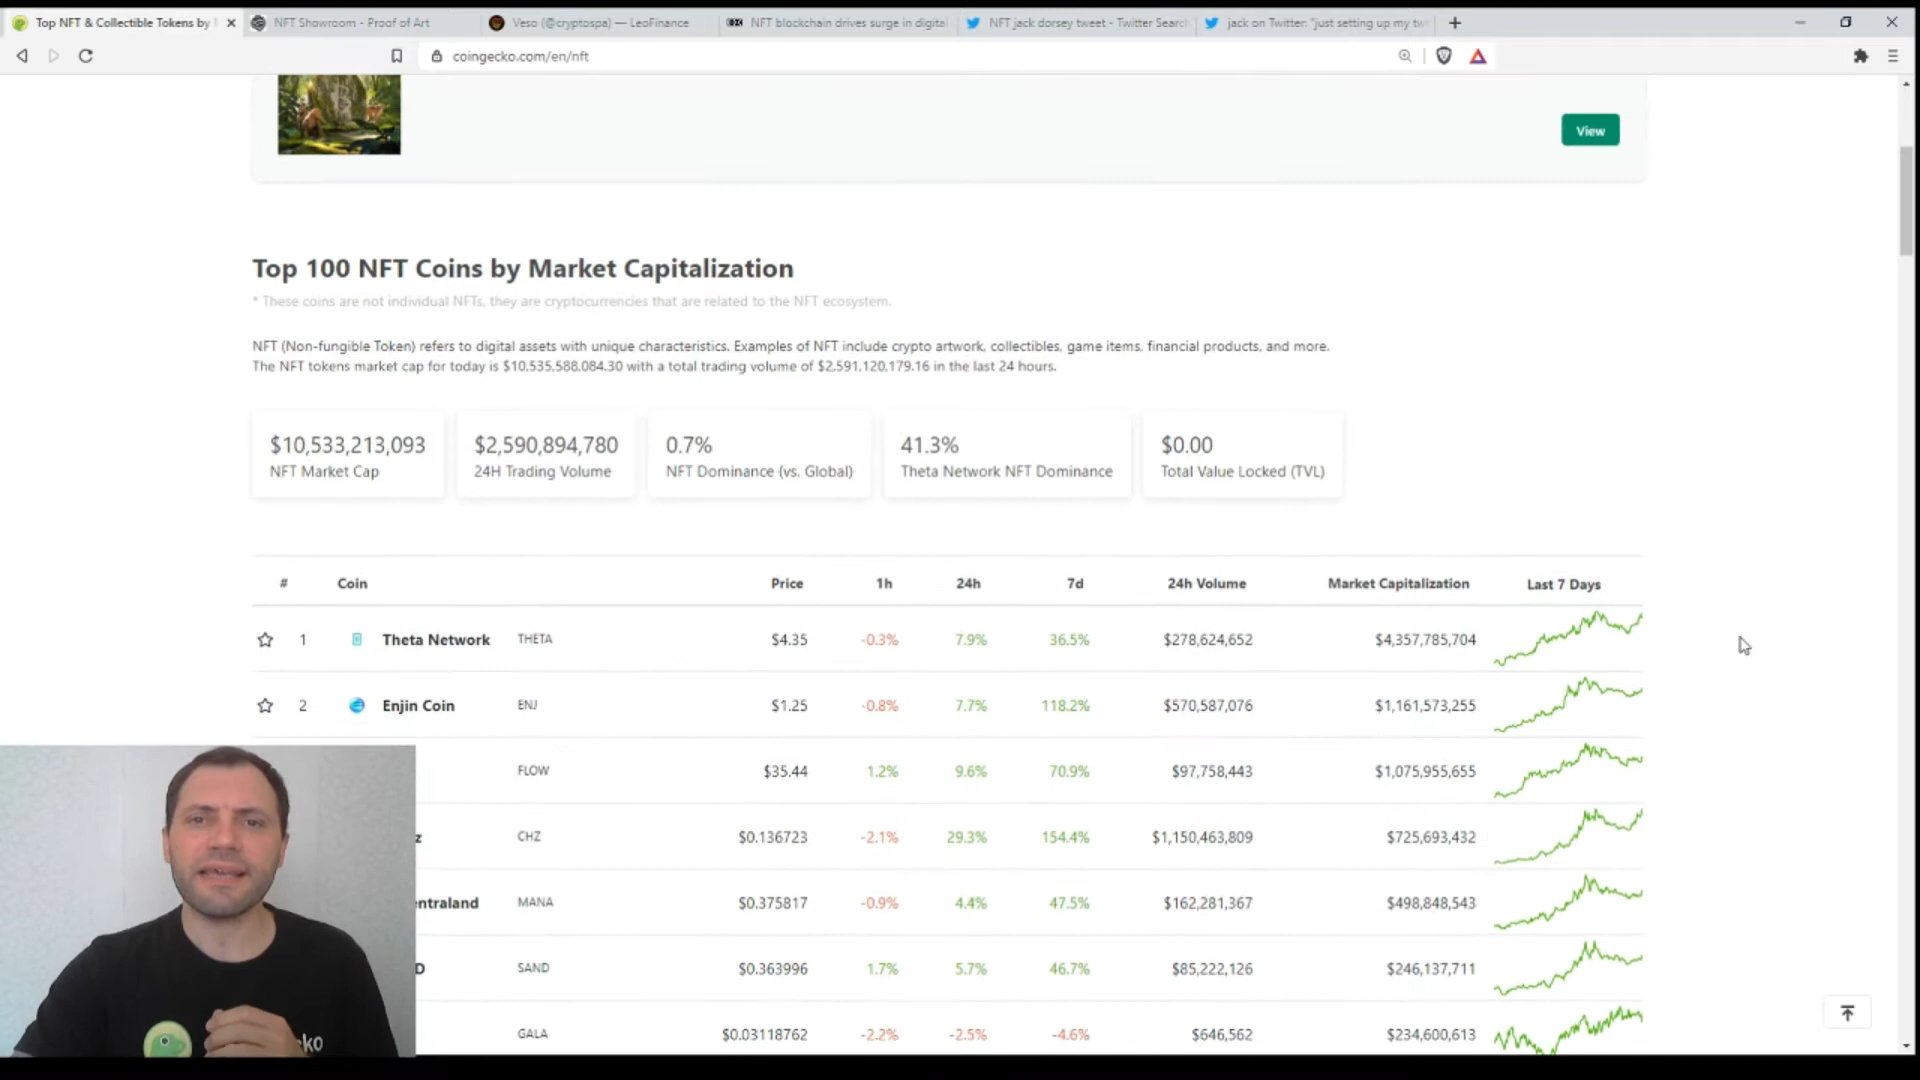 Top NFT & Collectible Tokens by
NFT Showroom - Proof of Art
Veso (@cryptospa) — LeoFinance
NFT blockchain drives surge in digital
NFT jack dorsey tweet - Twitter Search
jack on Twitter: "just setting up my tw
coingecko.com/en/nft
View
Top 100 NFT Coins by Market Capitalization
* These coins are not individual NFTs, they are cryptocurrencies that are related to the NFT ecosystem.
NFT (Non-fungible Token) refers to digital assets with unique characteristics. Examples of NFT include crypto artwork, collectibles, game items, financial products, and more.
The NFT tokens market cap for today is $10,535,588,084.30 with a total trading volume of $2,591,120,179.16 in the last 24 hours.
$10,533,213,093 $2,590,894,780 0.7% 41.3% $0.00
NFT Market Cap 24H Trading Volume NFT Dominance (vs. Global) Theta Network NFT Dominance Total Value Locked (TVL)
# Coin Price 1h 24h 7d 24h Volume Market Capitalization Last 7 Days
1 Theta Network THETA $4.35 -0.3% 7.9% 36.5% $278,624,652 $4,357,785,704
2 Enjin Coin ENJ $1.25 -0.8% 7.7% 118.2% $570,587,076 $1,161,573,255
FLOW $35.44 1.2% 9.6% 70.9% $97,758,443 $1,075,955,655
z CHZ $0.136723 -2.1% 29.3% 154.4% $1,150,463,809 $725,693,432
entraland MANA $0.375817 -0.9% 4.4% 47.5% $162,281,367 $498,848,543
D SAND $0.363996 1.7% 5.7% 46.7% $85,222,126 $246,137,711
GALA $0.03118762 -2.2% -2.5% -4.6% $646,562 $234,600,613
ko